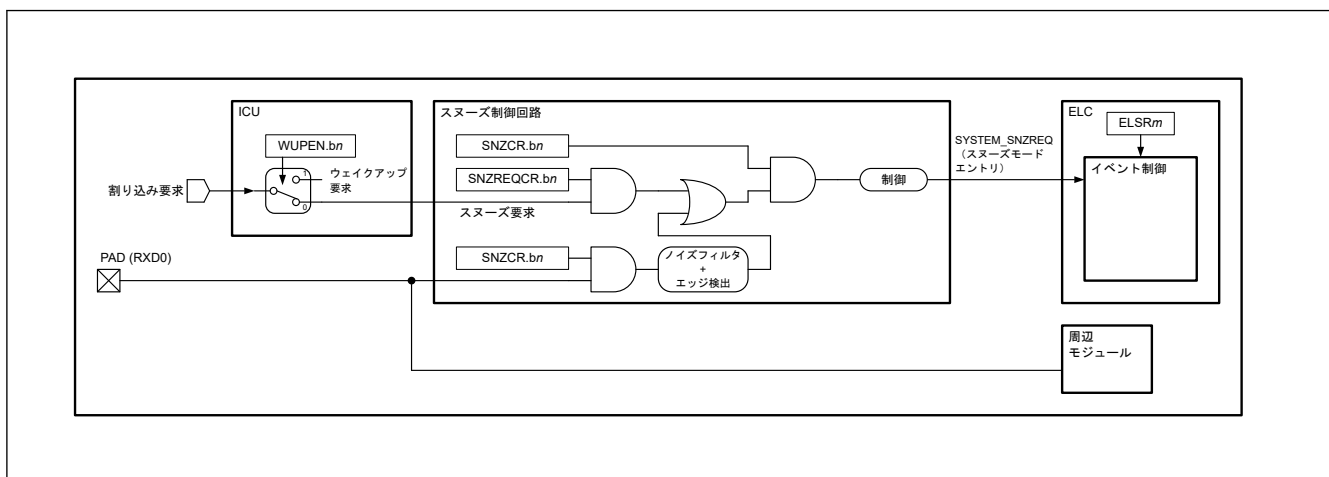 ICU
WUPEN.bn
1
ウェイクアップ
要求
0
割り込み要求
スヌーズ要求
PAD (RXD0)
スヌーズ制御回路
SNZCR.bn
SNZREQCR.bn
SNZCR.bn
ノイズフィルタ
+
エッジ検出
制御
SYSTEM_SNZREQ
(スヌーズモード
エントリ)
ELC
ELSRm
イベント制御
周辺
モジュール